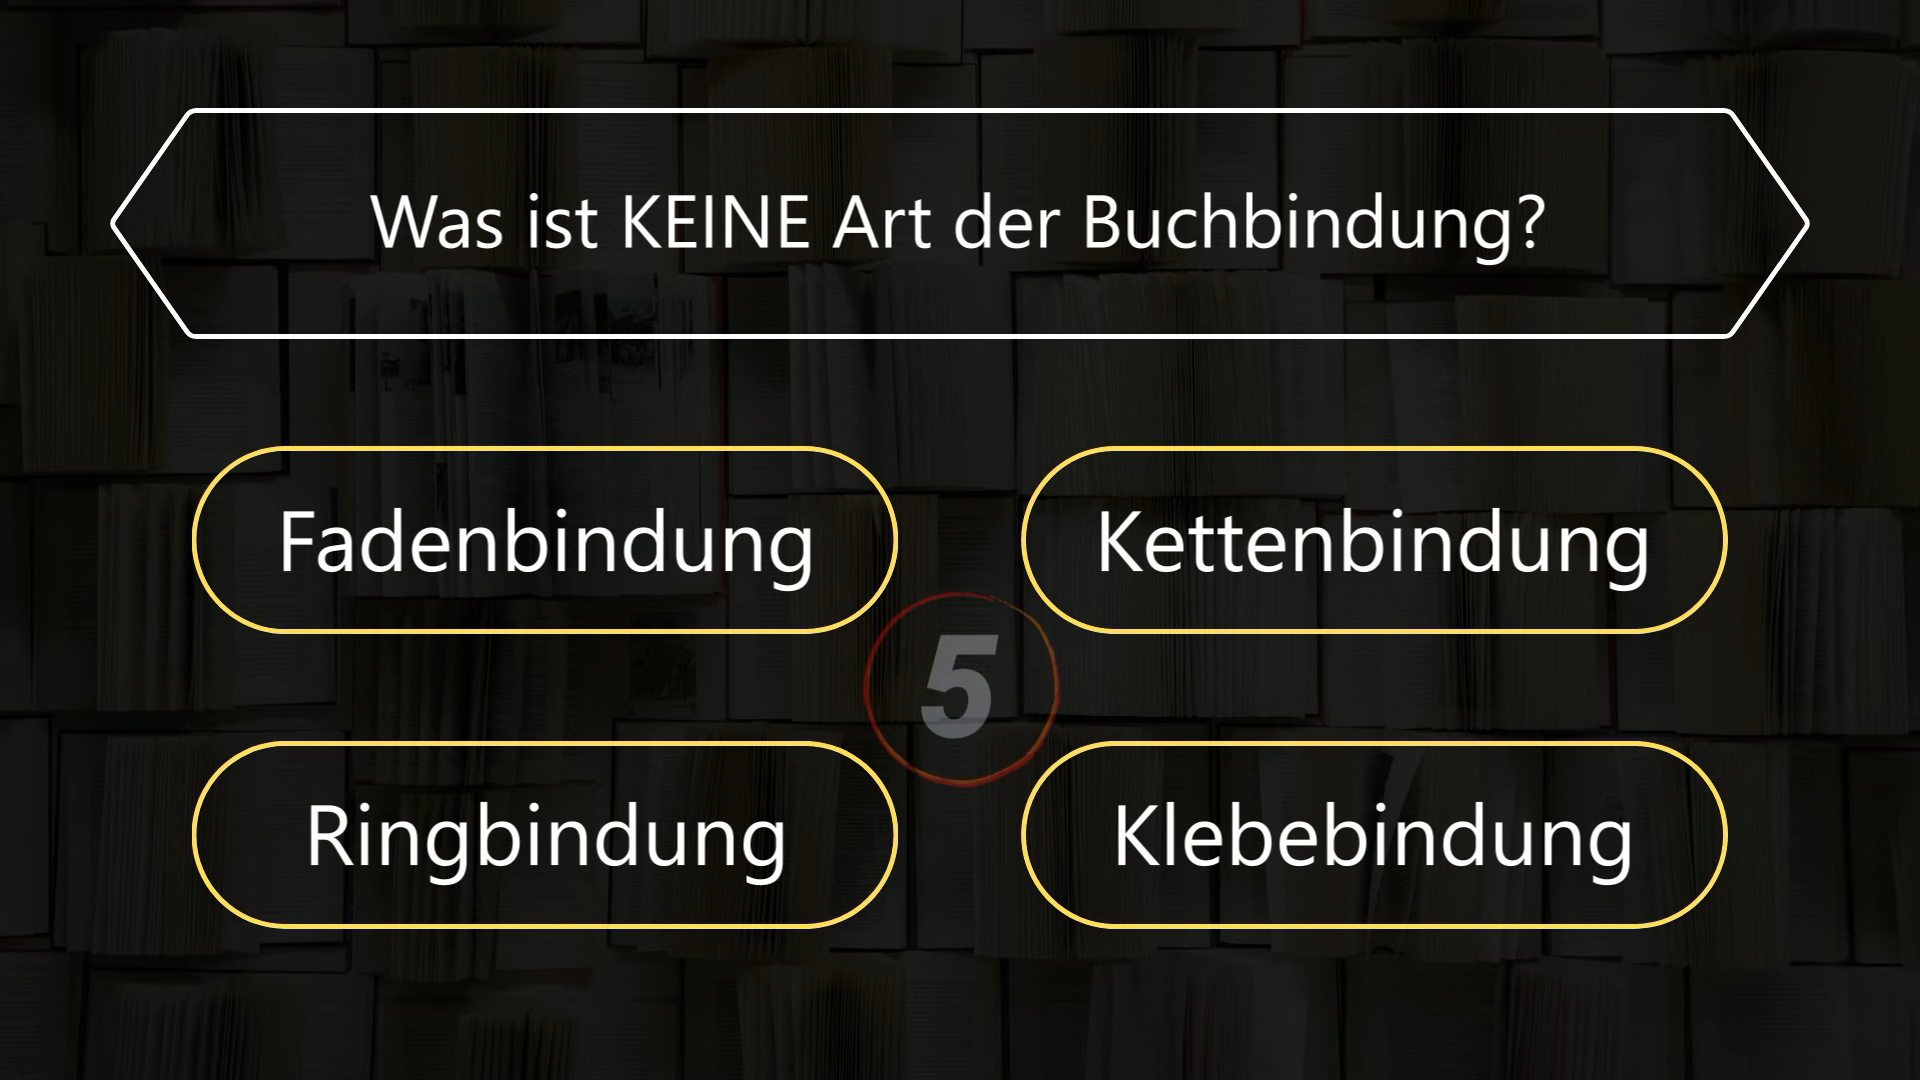 Was ist KEINE Art der Buchbindung?
Fadenbindung
Kettenbindung
5
Ringbindung
Klebebindung